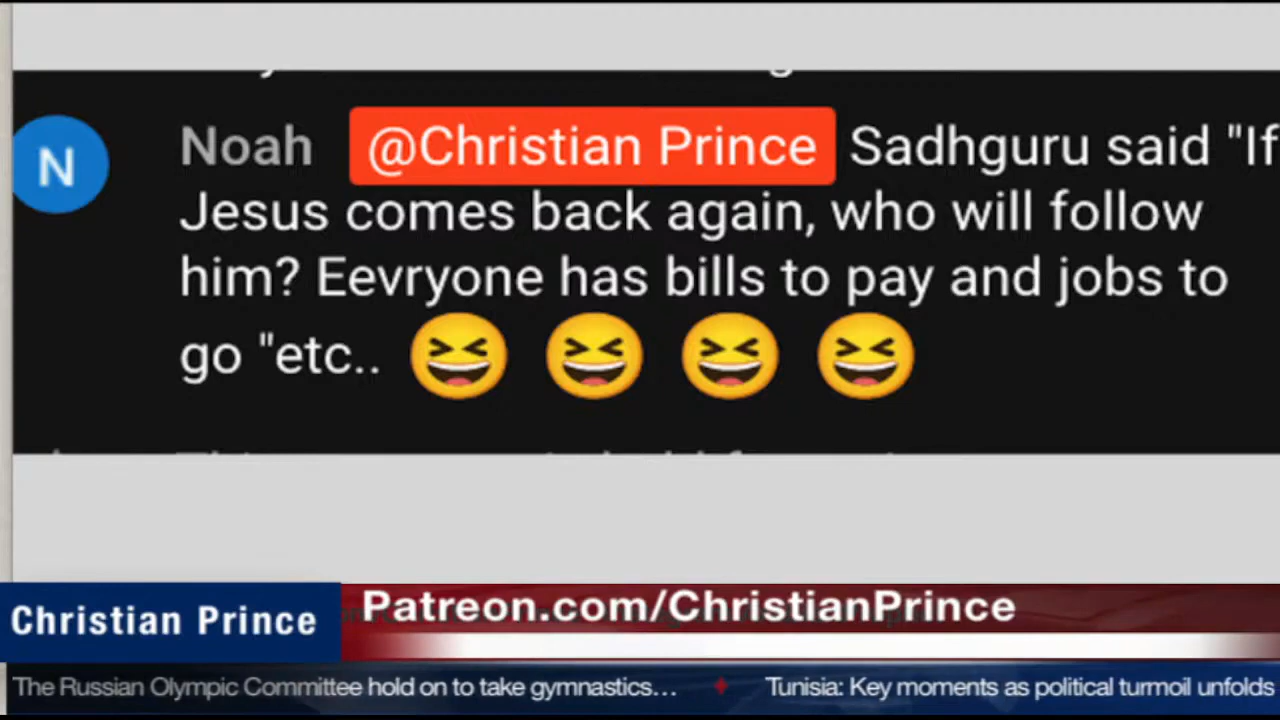 Noah @Christian Prince Sadhguru said "If
Jesus comes back again, who will follow
him? Eevryone has bills to pay and jobs to
go "etc..
Christian Prince
Patreon.com/ChristianPrince
The Russian Olympic Committee hold on to take gymnastics... Tunisia: Key moments as political turmoil unfolds